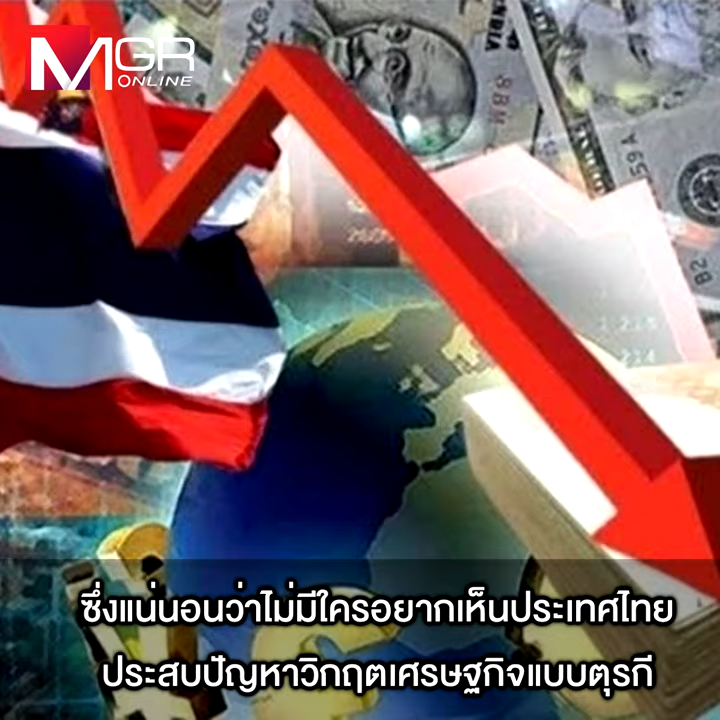 MGR
ONLINE
ซึ่งแน่นอนว่าไม่มีใครอยากเห็นประเทศไทย
ประสบปัญหาวิกฤตเศรษฐกิจแบบตุรกี